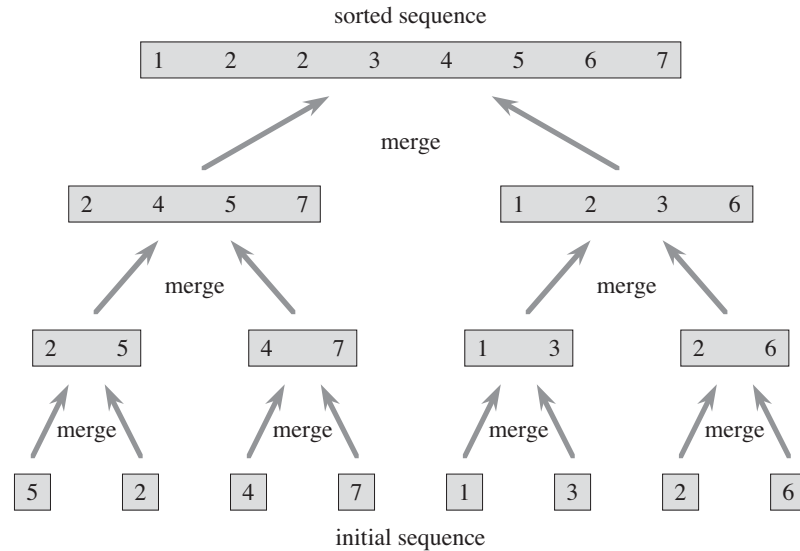 sorted sequence
1 2 2 3 4 5 6 7
merge
2 4 5 7 1 2 3 6
merge merge
2 5 4 7 1 3 2 6
merge merge merge merge
5 2 4 7 1 3 2 6
initial sequence